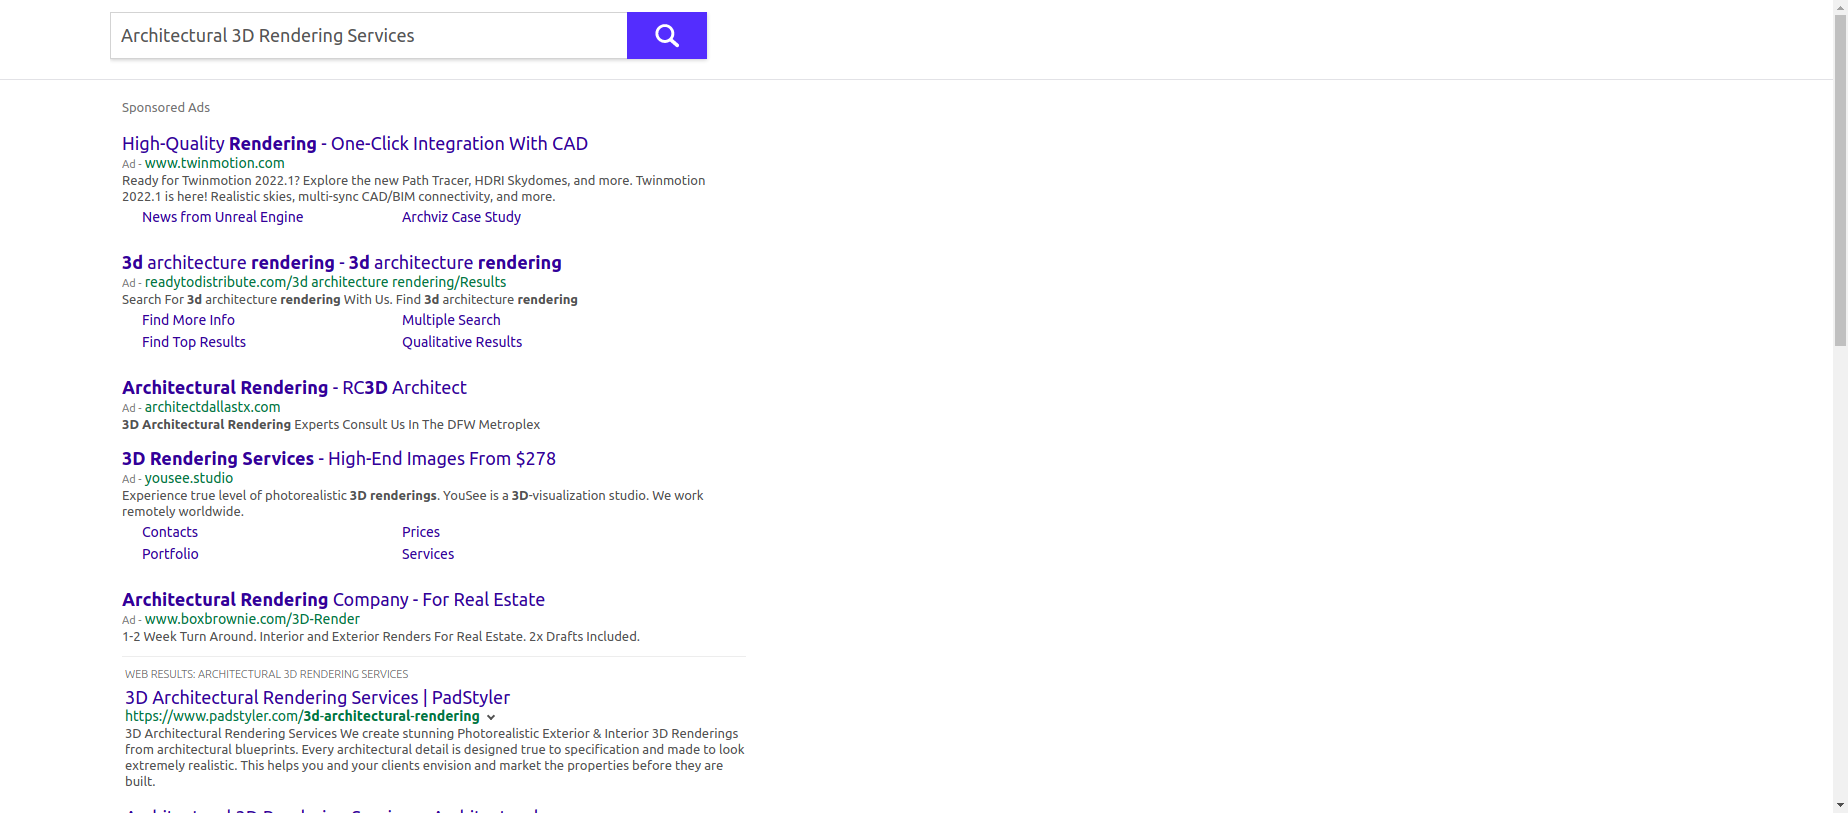 Architectural 3D Rendering Services
Sponsored Ads
High-Quality Rendering - One-Click Integration With CAD
Ad - www.twinmotion.com
Ready for Twinmotion 2022.1? Explore the new Path Tracer, HDRI Skydomes, and more. Twinmotion
2022.1 is here! Realistic skies, multi-sync CAD/BIM connectivity, and more.
News from Unreal Engine Archviz Case Study
3d architecture rendering - 3d architecture rendering
Ad - readytodistribute.com/3d architecture rendering/Results
Search For 3d architecture rendering With Us. Find 3d architecture rendering
Find More Info Multiple Search
Find Top Results Qualitative Results
Architectural Rendering - RC3D Architect
Ad - architectdallastx.com
3D Architectural Rendering Experts Consult Us In The DFW Metroplex
3D Rendering Services - High-End Images From $278
Ad - yousee.studio
Experience true level of photorealistic 3D renderings. YouSee is a 3D-visualization studio. We work
remotely worldwide.
Contacts Prices
Portfolio Services
Architectural Rendering Company - For Real Estate
Ad - www.boxbrownie.com/3D-Render
1-2 Week Turn Around. Interior and Exterior Renders For Real Estate. 2x Drafts Included.
WEB RESULTS: ARCHITECTURAL 3D RENDERING SERVICES
3D Architectural Rendering Services | PadStyler
https://www.padstyler.com/3d-architectural-rendering
3D Architectural Rendering Services We create stunning Photorealistic Exterior & Interior 3D Renderings
from architectural blueprints. Every architectural detail is designed true to specification and made to look
extremely realistic. This helps you and your clients envision and market the properties before they are
built.